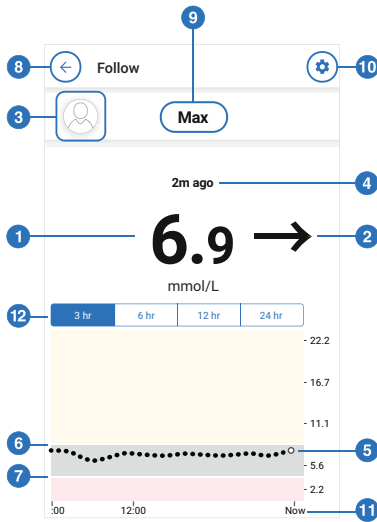 9
8 Follow 10
3 Max
2m ago 4
1 6.9 2
mmol/L
12 3 hr 6 hr 12 hr 24 hr
22.2
16.7
11.1
6 5
5.6
7
2.2
:00 12:00 Now 11